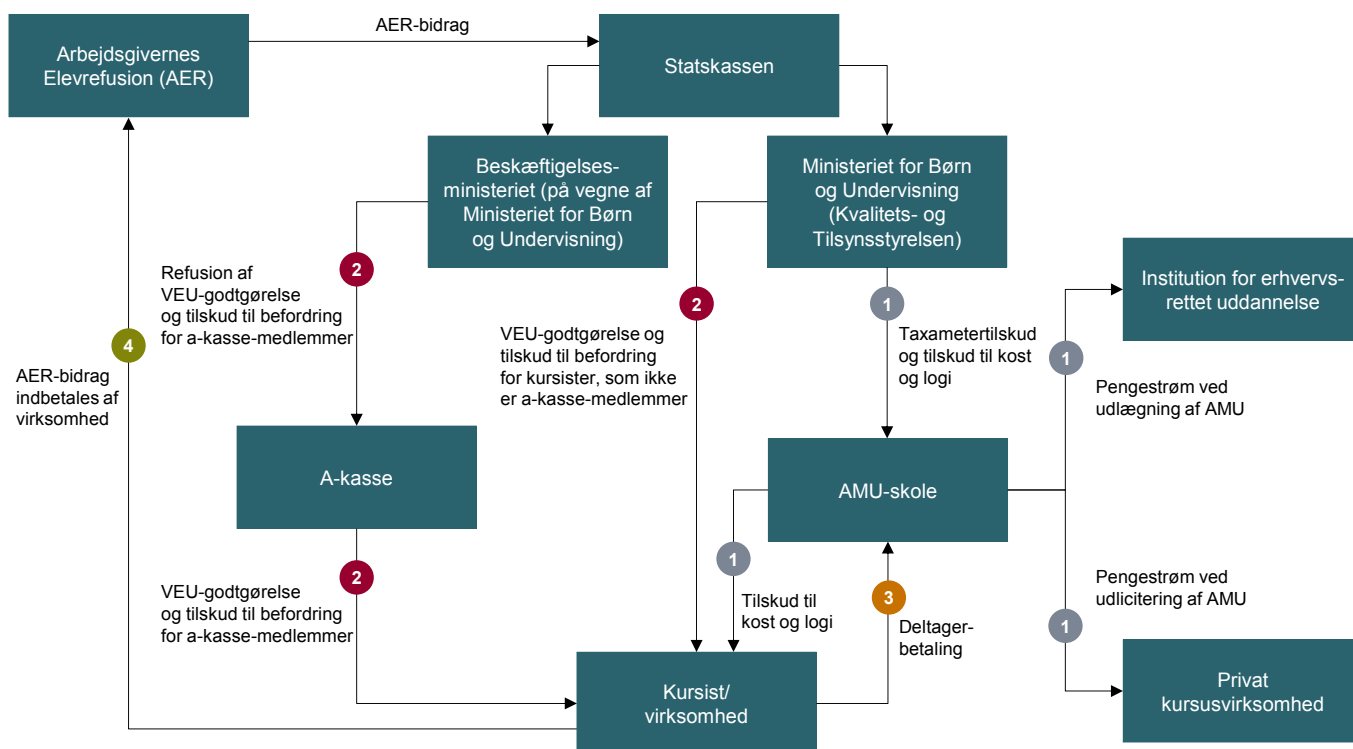 AER-bidrag
Arbejdsgivernes
Elevrefusion (AER)
Statskassen
Beskæftigelses-
ministeriet (på vegne af
Ministeriet for Børn
og Undervisning)
Ministeriet for Børn
og Undervisning
(Kvalitets- og
Tilsynsstyrelsen)
Institution for erhvervs-
rettet uddannelse
2
Refusion af
VEU-godtgørelse
og tilskud til befordring
for a-kasse-medlemmer
2
VEU-godtgørelse og
tilskud til befordring
for kursister, som ikke
er a-kasse-medlemmer
1
Taxametertilskud
og tilskud til kost
og logi
1
Pengestrøm ved
udlægning af AMU
4
AER-bidrag
indbetales af
virksomhed
A-kasse
AMU-skole
2
VEU-godtgørelse
og tilskud til befordring
for a-kasse-medlemmer
1
Tilskud til
kost og logi
3
Deltager-
betaling
Pengestrøm ved
udlicitering af AMU
1
Kursist/
virksomhed
Privat
kursusvirksomhed